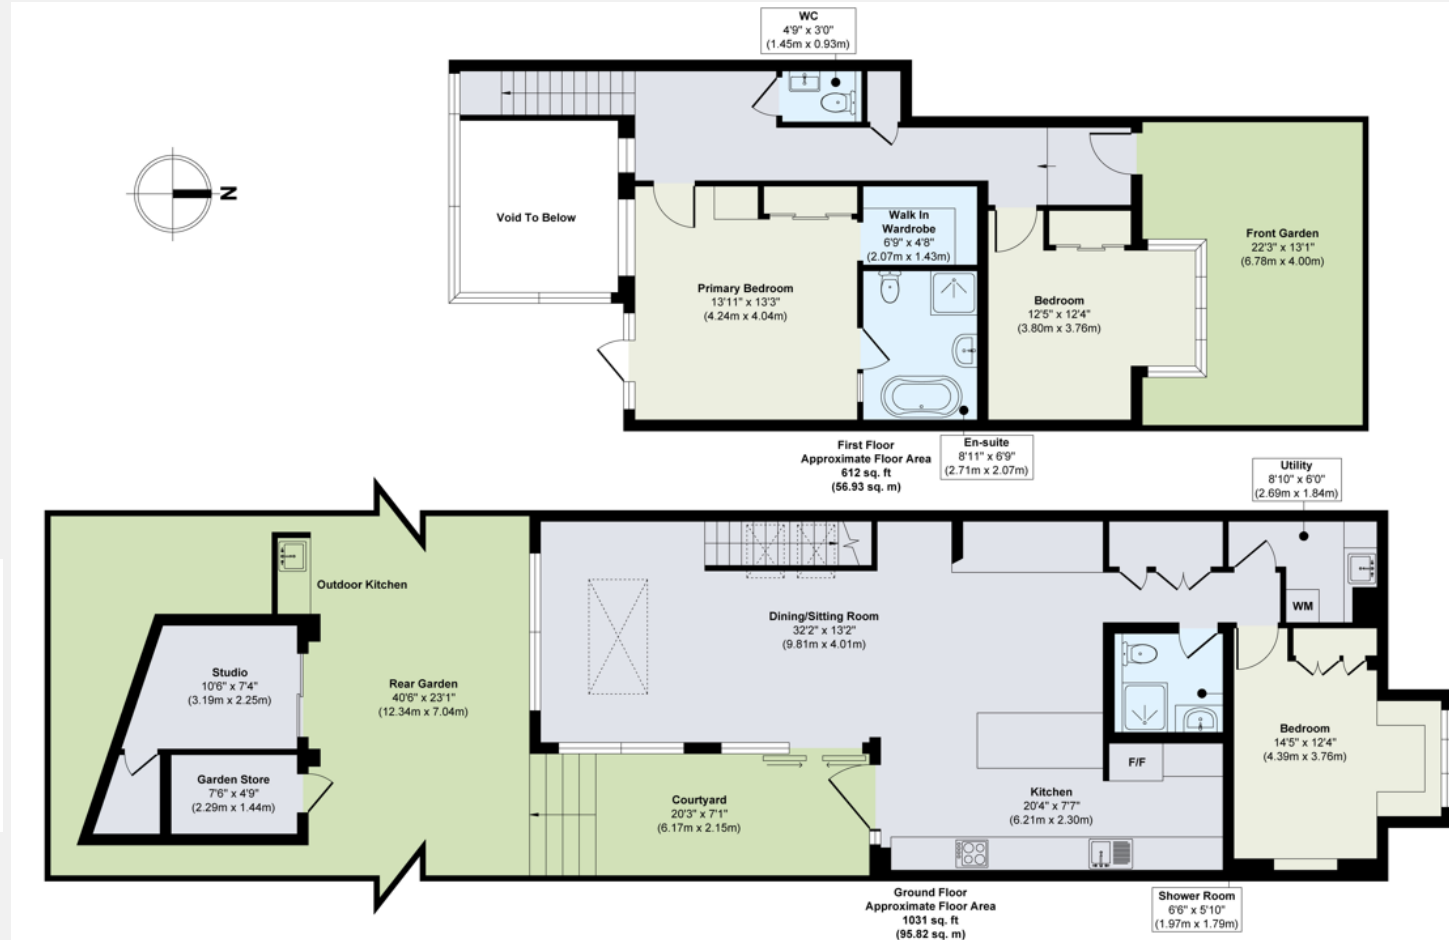 WC
4'9" x 3'0"
(1.45m x 0.93m)
N
Void To Below
Walk In
Wardrobe
6'9" x 4'8"
(2.07m x 1.43m)
Front Garden
22'3" x 13'1"
(6.78m x 4.00m)
Primary Bedroom
13'11" x 13'3"
(4.24m x 4.04m)
Bedroom
12'5" x 12'4"
(3.80m x 3.76m)
First Floor
Approximate Floor Area
612 sq. ft
(56.93 sq. m)
En-suite
8'11" x 6'9"
(2.71m x 2.07m)
Utility
8'10" x 6'0"
(2.69m x 1.84m)
Outdoor Kitchen
WM
Dining/Sitting Room
32'2" x 13'2"
(9.81m x 4.01m)
Studio
10'6" x 7'4"
(3.19m x 2.25m)
Rear Garden
40'6" x 23'1"
(12.34m x 7.04m)
Bedroom
14'5" x 12'4"
(4.39m x 3.76m)
F/F
Garden Store
7'6" x 4'9"
(2.29m x 1.44m)
Courtyard
20'3" x 7'1"
(6.17m x 2.15m)
Kitchen
20'4" x 7'7"
(6.21m x 2.30m)
Ground Floor
Approximate Floor Area
1031 sq. ft
(95.82 sq. m)
Shower Room
6'6" x 5'10"
(1.97m x 1.79m)